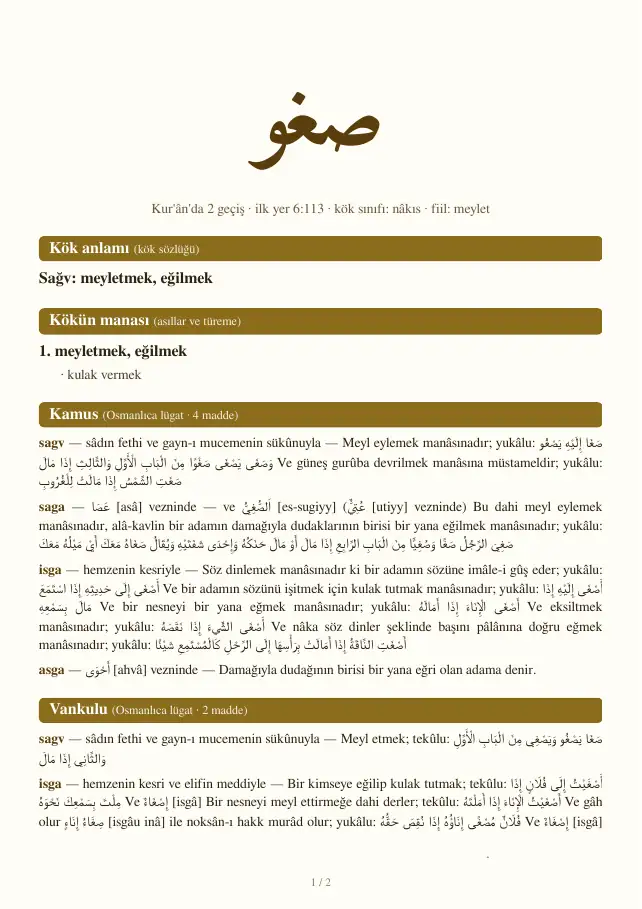 صغو
Kur'ân'da 2 geçiş · ilk yer 6:113 · kök sınıfı: nâkıs · fiil: meylet
Kök anlamı (kök sözlüğü)
Sağv: meyletmek, eğilmek
Kökün manası (asıllar ve türeme)
1. meyletmek, eğilmek
· kulak vermek
Kamus (Osmanlıca lügat · 4 madde)
sagv — sâdın fethi ve gayn-ı mucemenin sükûnuyla — Meyl eylemek manâsınadır; yukâlu: صَغَا إِلَيْهِ يَصْغُو
وَصَغَى يَصْغَى صَغْوًا مِنَ الْبَابِ الْأَوَّلِ وَالثَّالِثِ إِذَا مَالَ Ve güneş gurûba devrilmek manâsına müstameldir; yukâlu:
صَغَتِ الشَّمْسُ إِذَا مَالَتْ لِلْغُرُوبِ
saga — عَصَا [asâ] vezninde — ve اَلصُّغِيُّ [es-sugiyy] (عُتِيٌّ [utiyy] vezninde) Bu dahi meyl eylemek
manâsınadır, alâ-kavlin bir adamın damağıyla dudaklarının birisi bir yana eğilmek manâsınadır; yukâlu:
صَغِيَ الرَّجُلُ صَغًا وَصُغِيًّا مِنَ الْبَابِ الرَّابِعِ إِذَا مَالَ أَوْ مَالَ حَنَكُهُ وَإِحْدَى شَفَتَيْهِ وَيُقَالُ صَغَاهُ مَعَكَ أَيْ مَيْلُهُ مَعَكَ
isga — hemzenin kesriyle — Söz dinlemek manâsınadır ki bir adamın sözüne imâle-i gûş eder; yukâlu:
أَصْغَى إِلَى حَدِيثِهِ إِذَا اسْتَمَعَ Ve bir adamın sözünü işitmek için kulak tutmak manâsınadır; yukâlu: أَصْغَى إِلَيْهِ إِذَا
مَالَ بِسَمْعِهِ Ve bir nesneyi bir yana eğmek manâsınadır; yukâlu: أَصْغَى الْإِنَاءَ إِذَا أَمَالَهُ Ve eksiltmek
manâsınadır; yukâlu: أَصْغَى الشَّيْءَ إِذَا نَقَصَهُ Ve nâka söz dinler şeklinde başını pâlânına doğru eğmek
manâsınadır; yukâlu: أَصْغَتِ النَّاقَةُ إِذَا أَمَالَتْ بِرَأْسِهَا إِلَى الرَّحْلِ كَالْمُسْتَمِعِ شَيْئًا
asga — أَحْوَى [ahvâ] vezninde — Damağıyla dudağının birisi bir yana eğri olan adama denir.
Vankulu (Osmanlıca lügat · 2 madde)
sagv — sâdın fethi ve gayn-ı mucemenin sükûnuyla — Meyl etmek; tekûlu: صَغَا يَصْغُو وَيَصْغِي مِنَ الْبَابِ الْأَوَّلِ
وَالثَّانِي إِذَا مَالَ
isga — hemzenin kesri ve elifin meddiyle — Bir kimseye eğilip kulak tutmak; tekûlu: أَصْغَيْتُ إِلَى فُلَانٍ إِذَا
مِلْتَ بِسَمْعِكَ نَحْوَهُ Ve إِصْغَاءٌ [isgâ] Bir nesneyi meyl ettirmeğe dahi derler; tekûlu: أَصْغَيْتُ الْإِنَاءَ إِذَا أَمَلْتَهُ Ve gâh
olur إِصْغَاءُ إِنَاءٍ [isgâu inâ] ile noksân-ı hakk murâd olur; yukâlu: فُلَانٌ مُصْغًى إِنَاؤُهُ إِذَا نُقِصَ حَقُّهُ Ve إِصْغَاءٌ [isgâ]
1 / 2